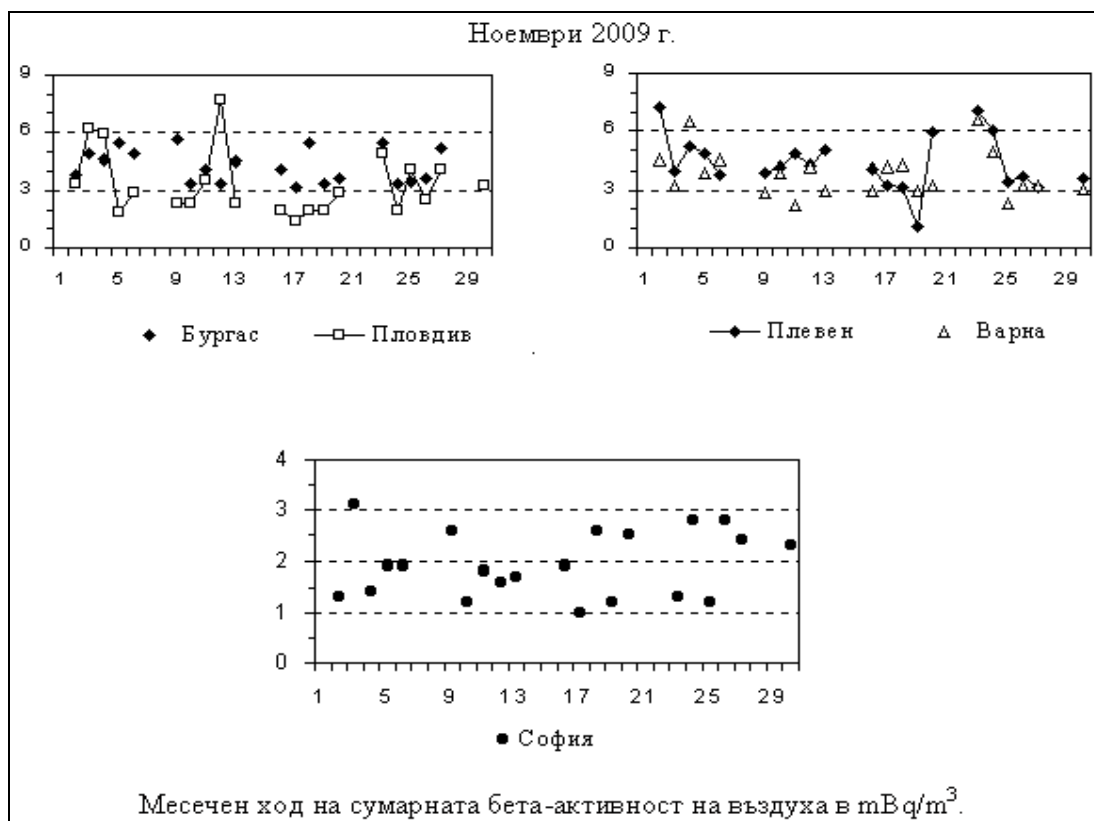 Ноември 2009 г.
9
6
3
0
1 5 9 13 17 21 25 29
Бургас Пловдив
9
6
3
0
1 5 9 13 17 21 25 29
Плевен Варна
4
3
2
1
0
1 5 9 13 17 21 25 29
София
Месечен ход на сумарната бета-активност на въздуха в mBq/m³.